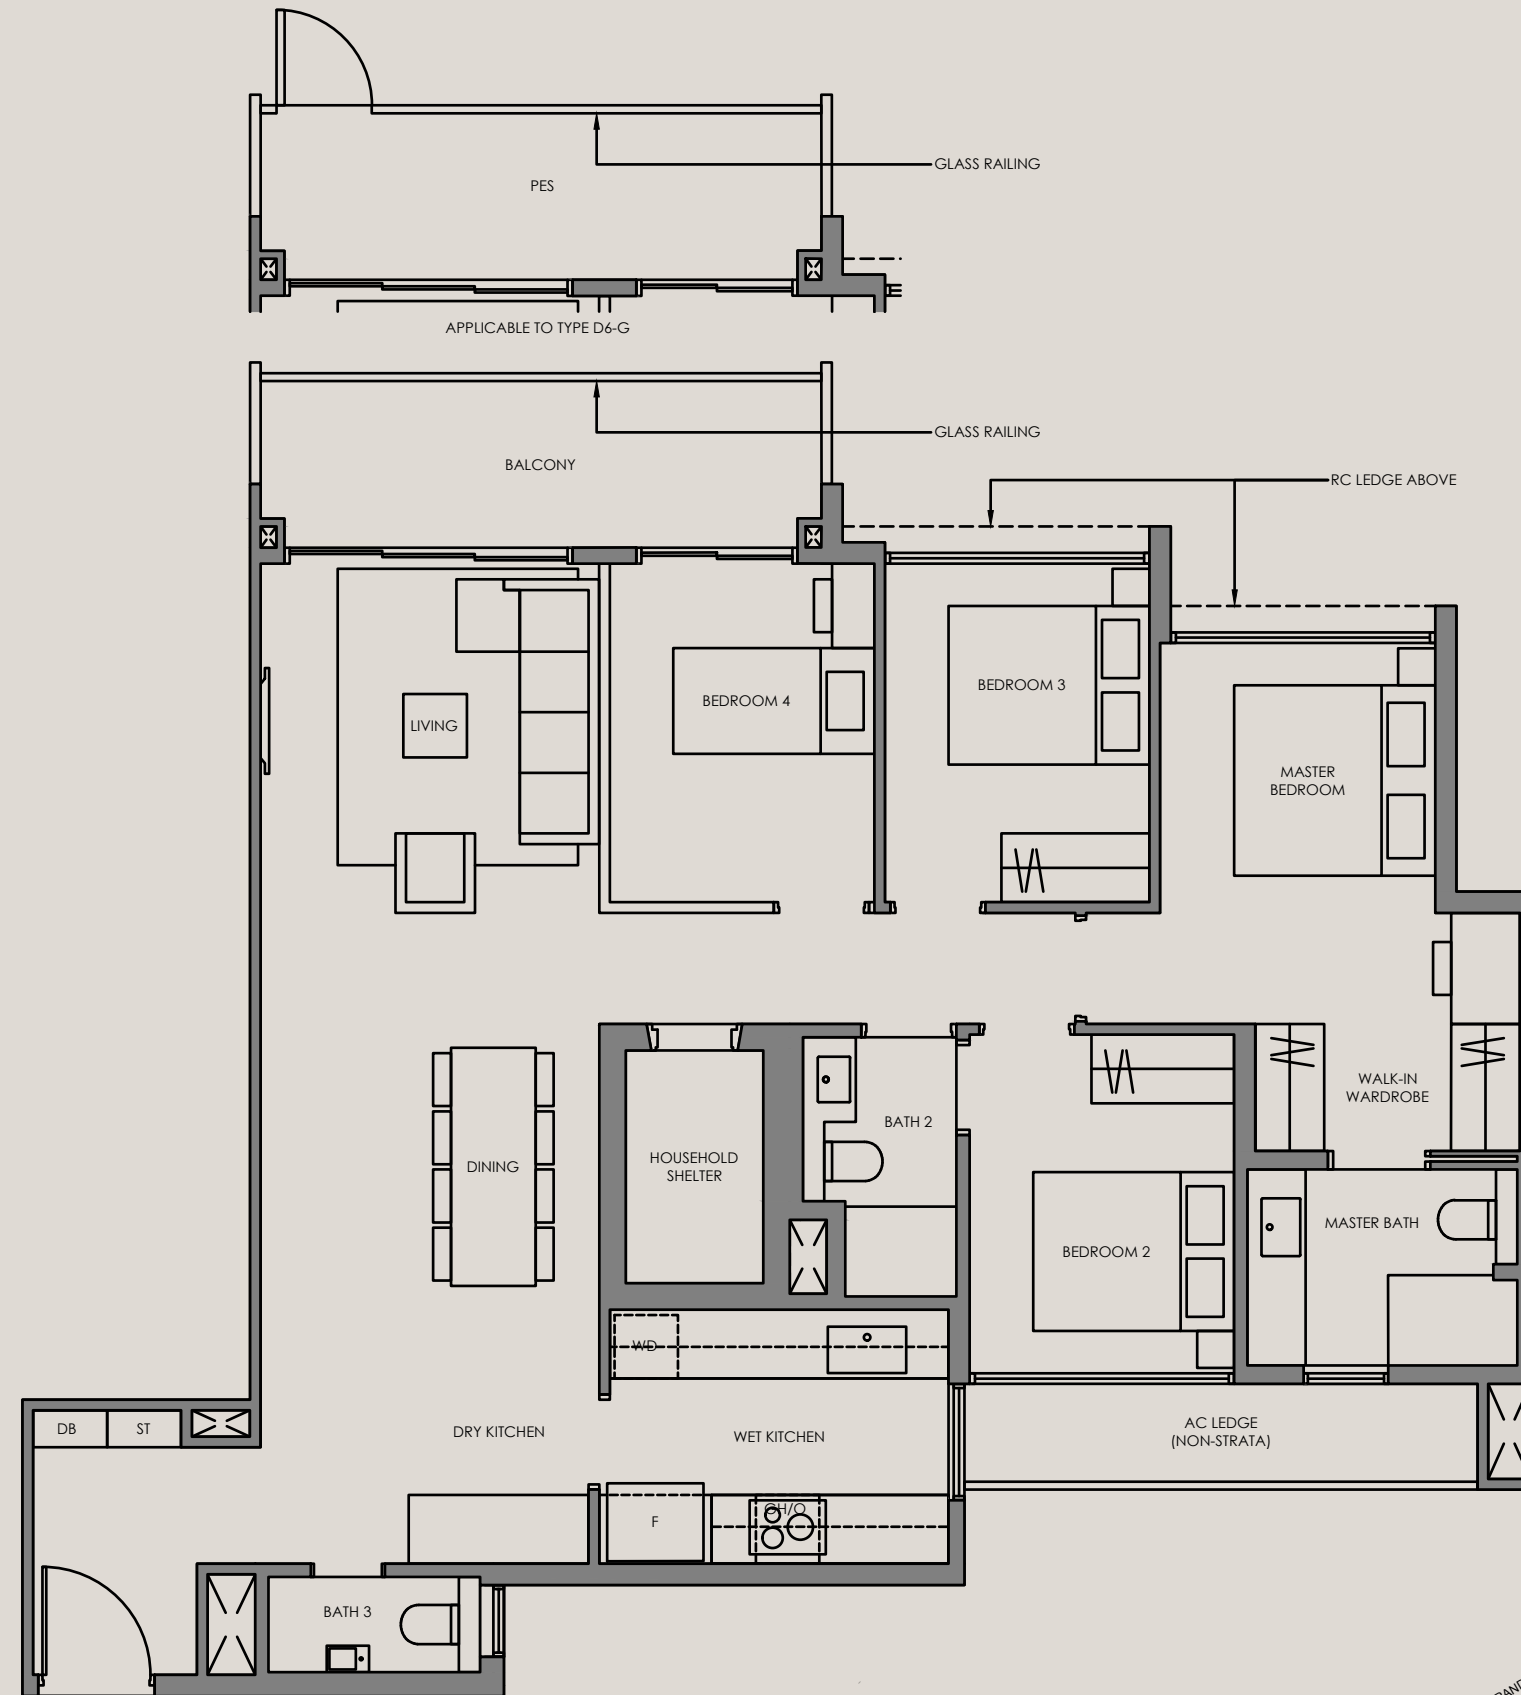 GLASS RAILING
PES
APPLICABLE TO TYPE D6-G
GLASS RAILING
BALCONY
RC LEDGE ABOVE
BEDROOM 3
BEDROOM 4
LIVING
MASTER
BEDROOM
WALK-IN
WARDROBE
BATH 2
HOUSEHOLD
SHELTER
DINING
MASTER BATH
BEDROOM 2
WD
DB
ST
DRY KITCHEN
WET KITCHEN
AC LEDGE
(NON-STRATA)
F
CH/O
BATH 3